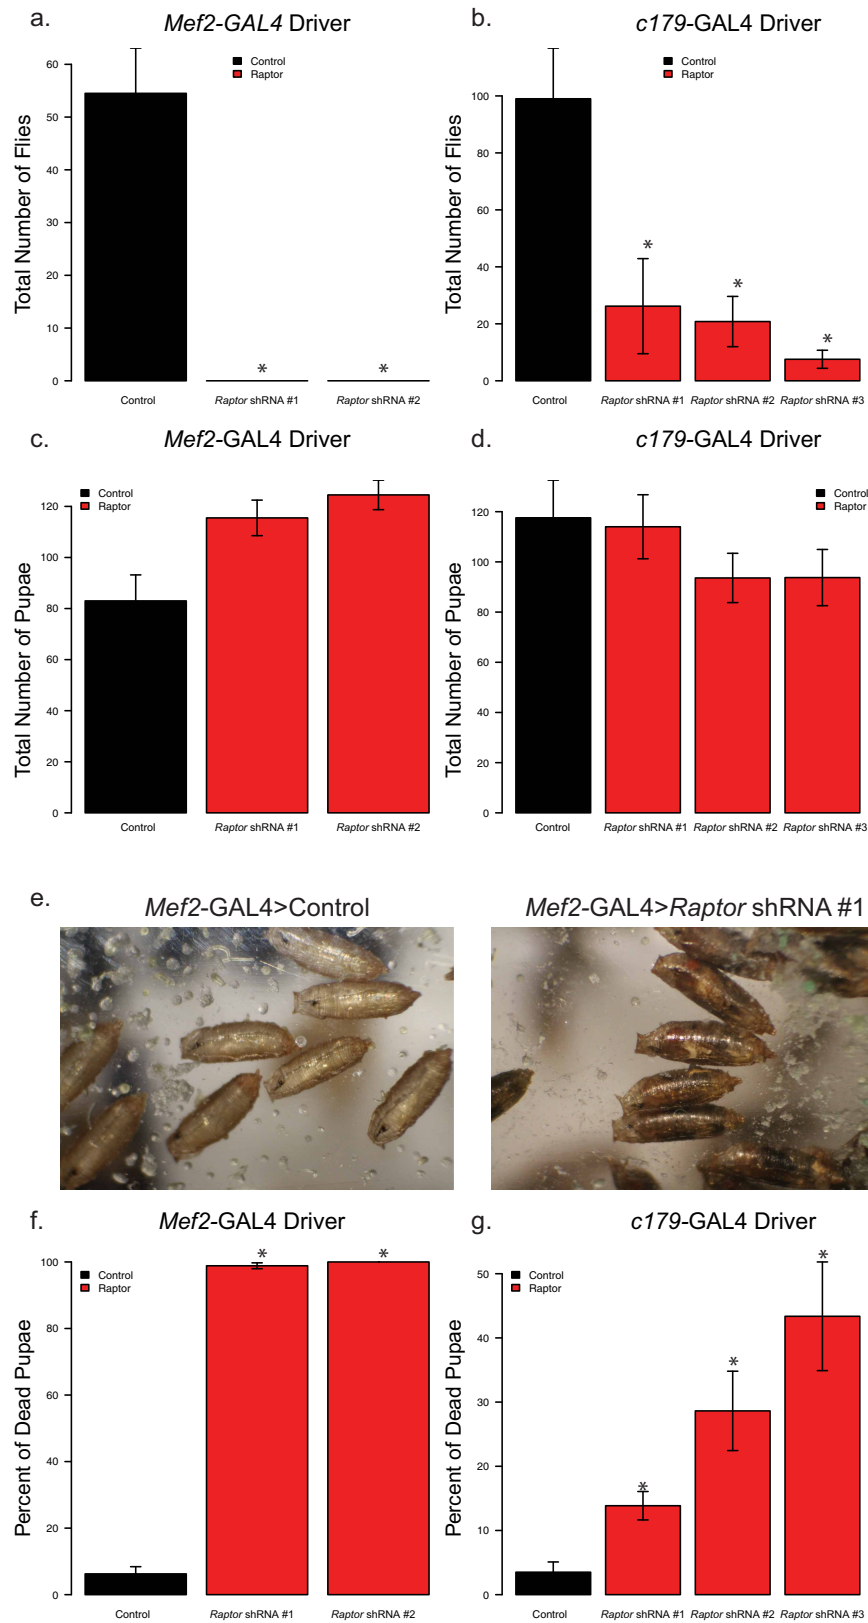 a.
Mef2-GAL4 Driver
Total Number of Flies
60
50
40
30
20
10
0
Control
Raptor
*
*
Control
Raptor shRNA #1
Raptor shRNA #2
b.
c179-GAL4 Driver
Total Number of Flies
100
80
60
40
20
0
Control
Raptor
*
*
*
Control
Raptor shRNA #1
Raptor shRNA #2
Raptor shRNA #3
c.
Mef2-GAL4 Driver
Total Number of Pupae
120
100
80
60
40
20
0
Control
Raptor
Control
Raptor shRNA #1
Raptor shRNA #2
d.
c179-GAL4 Driver
Total Number of Pupae
120
100
80
60
40
20
0
Control
Raptor
Control
Raptor shRNA #1
Raptor shRNA #2
Raptor shRNA #3
e.
Mef2-GAL4>Control
Mef2-GAL4>Raptor shRNA #1
f.
Mef2-GAL4 Driver
Percent of Dead Pupae
100
80
60
40
20
0
Control
Raptor
*
*
Control
Raptor shRNA #1
Raptor shRNA #2
g.
c179-GAL4 Driver
Percent of Dead Pupae
50
40
30
20
10
0
Control
Raptor
*
*
*
Control
Raptor shRNA #1
Raptor shRNA #2
Raptor shRNA #3